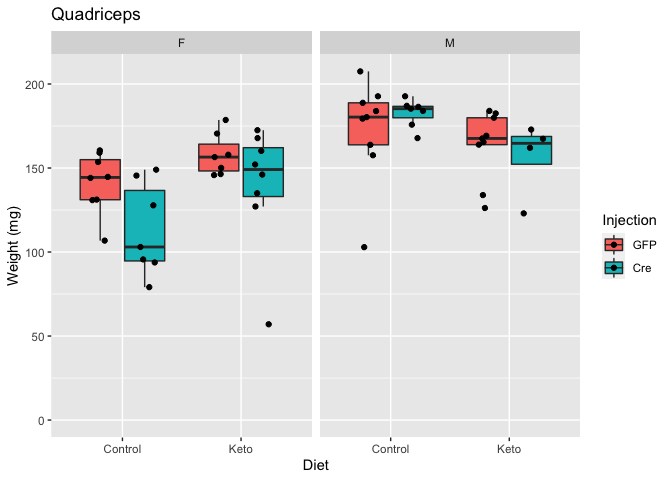 Quadriceps
F
M
200
150
100
50
0
Weight (mg)
Control
Keto
Control
Keto
Diet
Injection
GFP
Cre